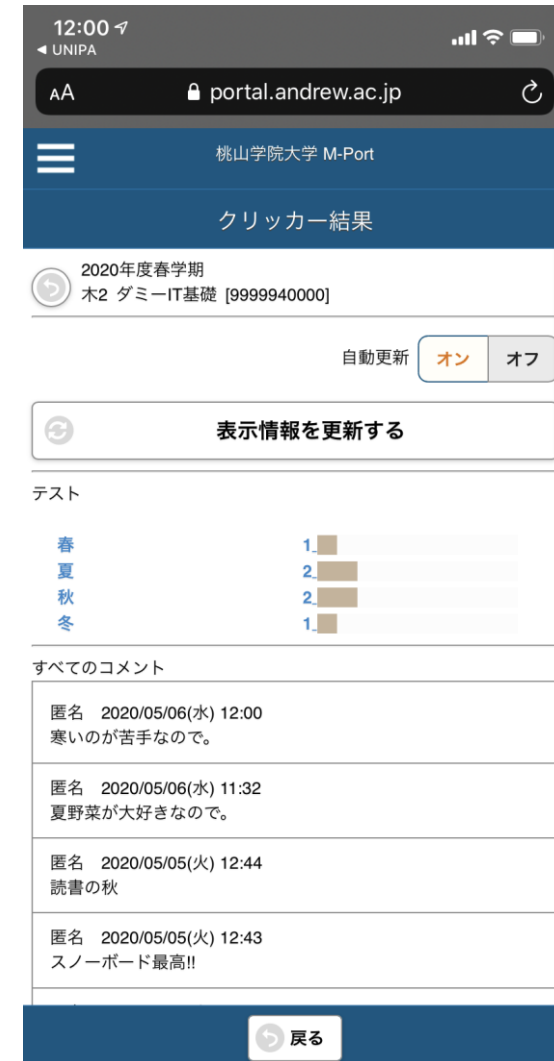 12:00
◀ UNIPA
AA portal.andrew.ac.jp
桃山学院大学 M-Port
クリッカー結果
2020年度春学期
木2 ダミーIT基礎 [9999940000]
自動更新 オン オフ
表示情報を更新する
テスト
春 1
夏 2
秋 2
冬 1
すべてのコメント
匿名 2020/05/06(水) 12:00
寒いのが苦手なので。
匿名 2020/05/06(水) 11:32
夏野菜が大好きなので。
匿名 2020/05/05(火) 12:44
読書の秋
匿名 2020/05/05(火) 12:43
スノーボード最高!!
戻る